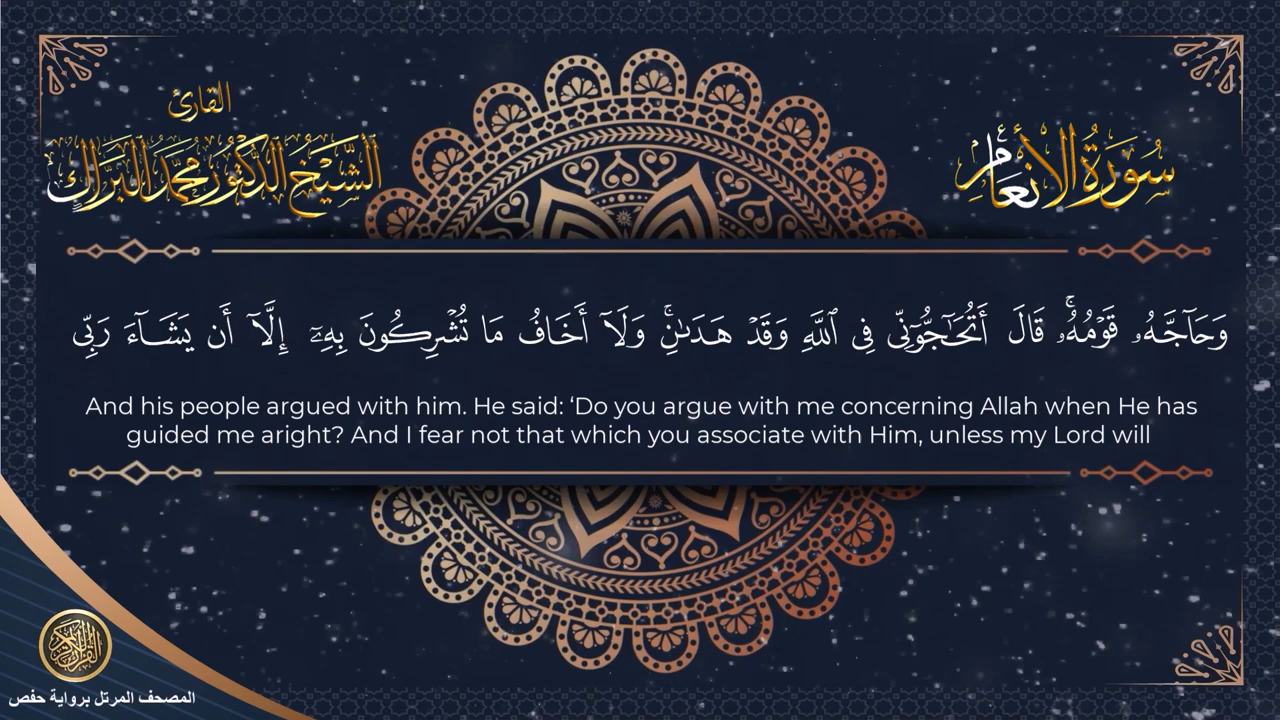 القارئ
الشيخ الدكتور محمد البراك
سورة الأنعام
وَحَآجَّهُۥ قَوْمُهُۥۚ قَالَ أَتُحَٰٓجُّوٓنِّى فِى ٱللَّهِ وَقَدْ هَدَىٰنِۚ وَلَآ أَخَافُ مَا تُشْرِكُونَ بِهِۦٓ إِلَّآ أَن يَشَآءَ رَبِّى
And his people argued with him. He said: ‘Do you argue with me concerning Allah when He has
guided me aright? And I fear not that which you associate with Him, unless my Lord will
المصحف المرتل برواية حفص